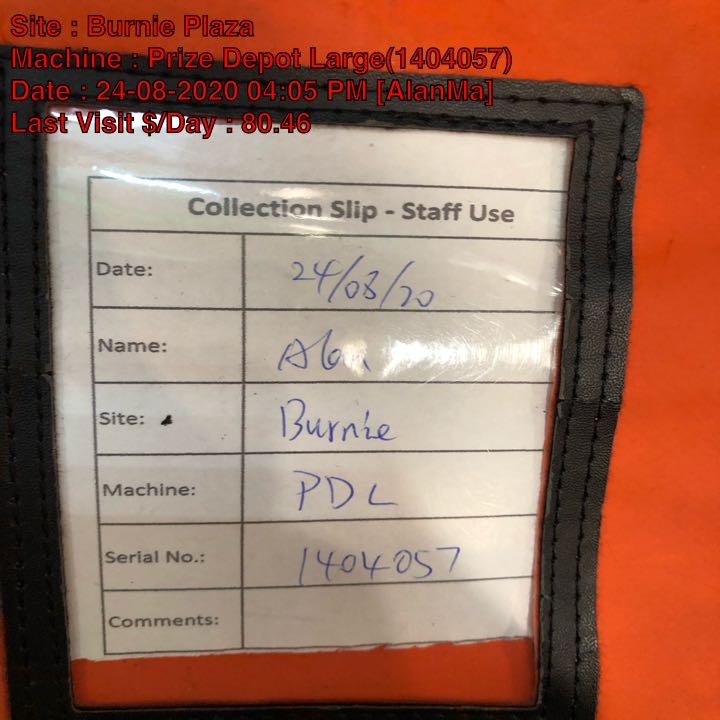 Site : Burnie Plaza
Machine : Prize Depot Large(1404057)
Date : 24-08-2020 04:05 PM [AlanMa]
Last Visit $/Day : 80.46
Collection Slip - Staff Use
Date: 24/08/20
Name: Alan
Site: Burnie
Machine: PDL
Serial No.: 1404057
Comments: